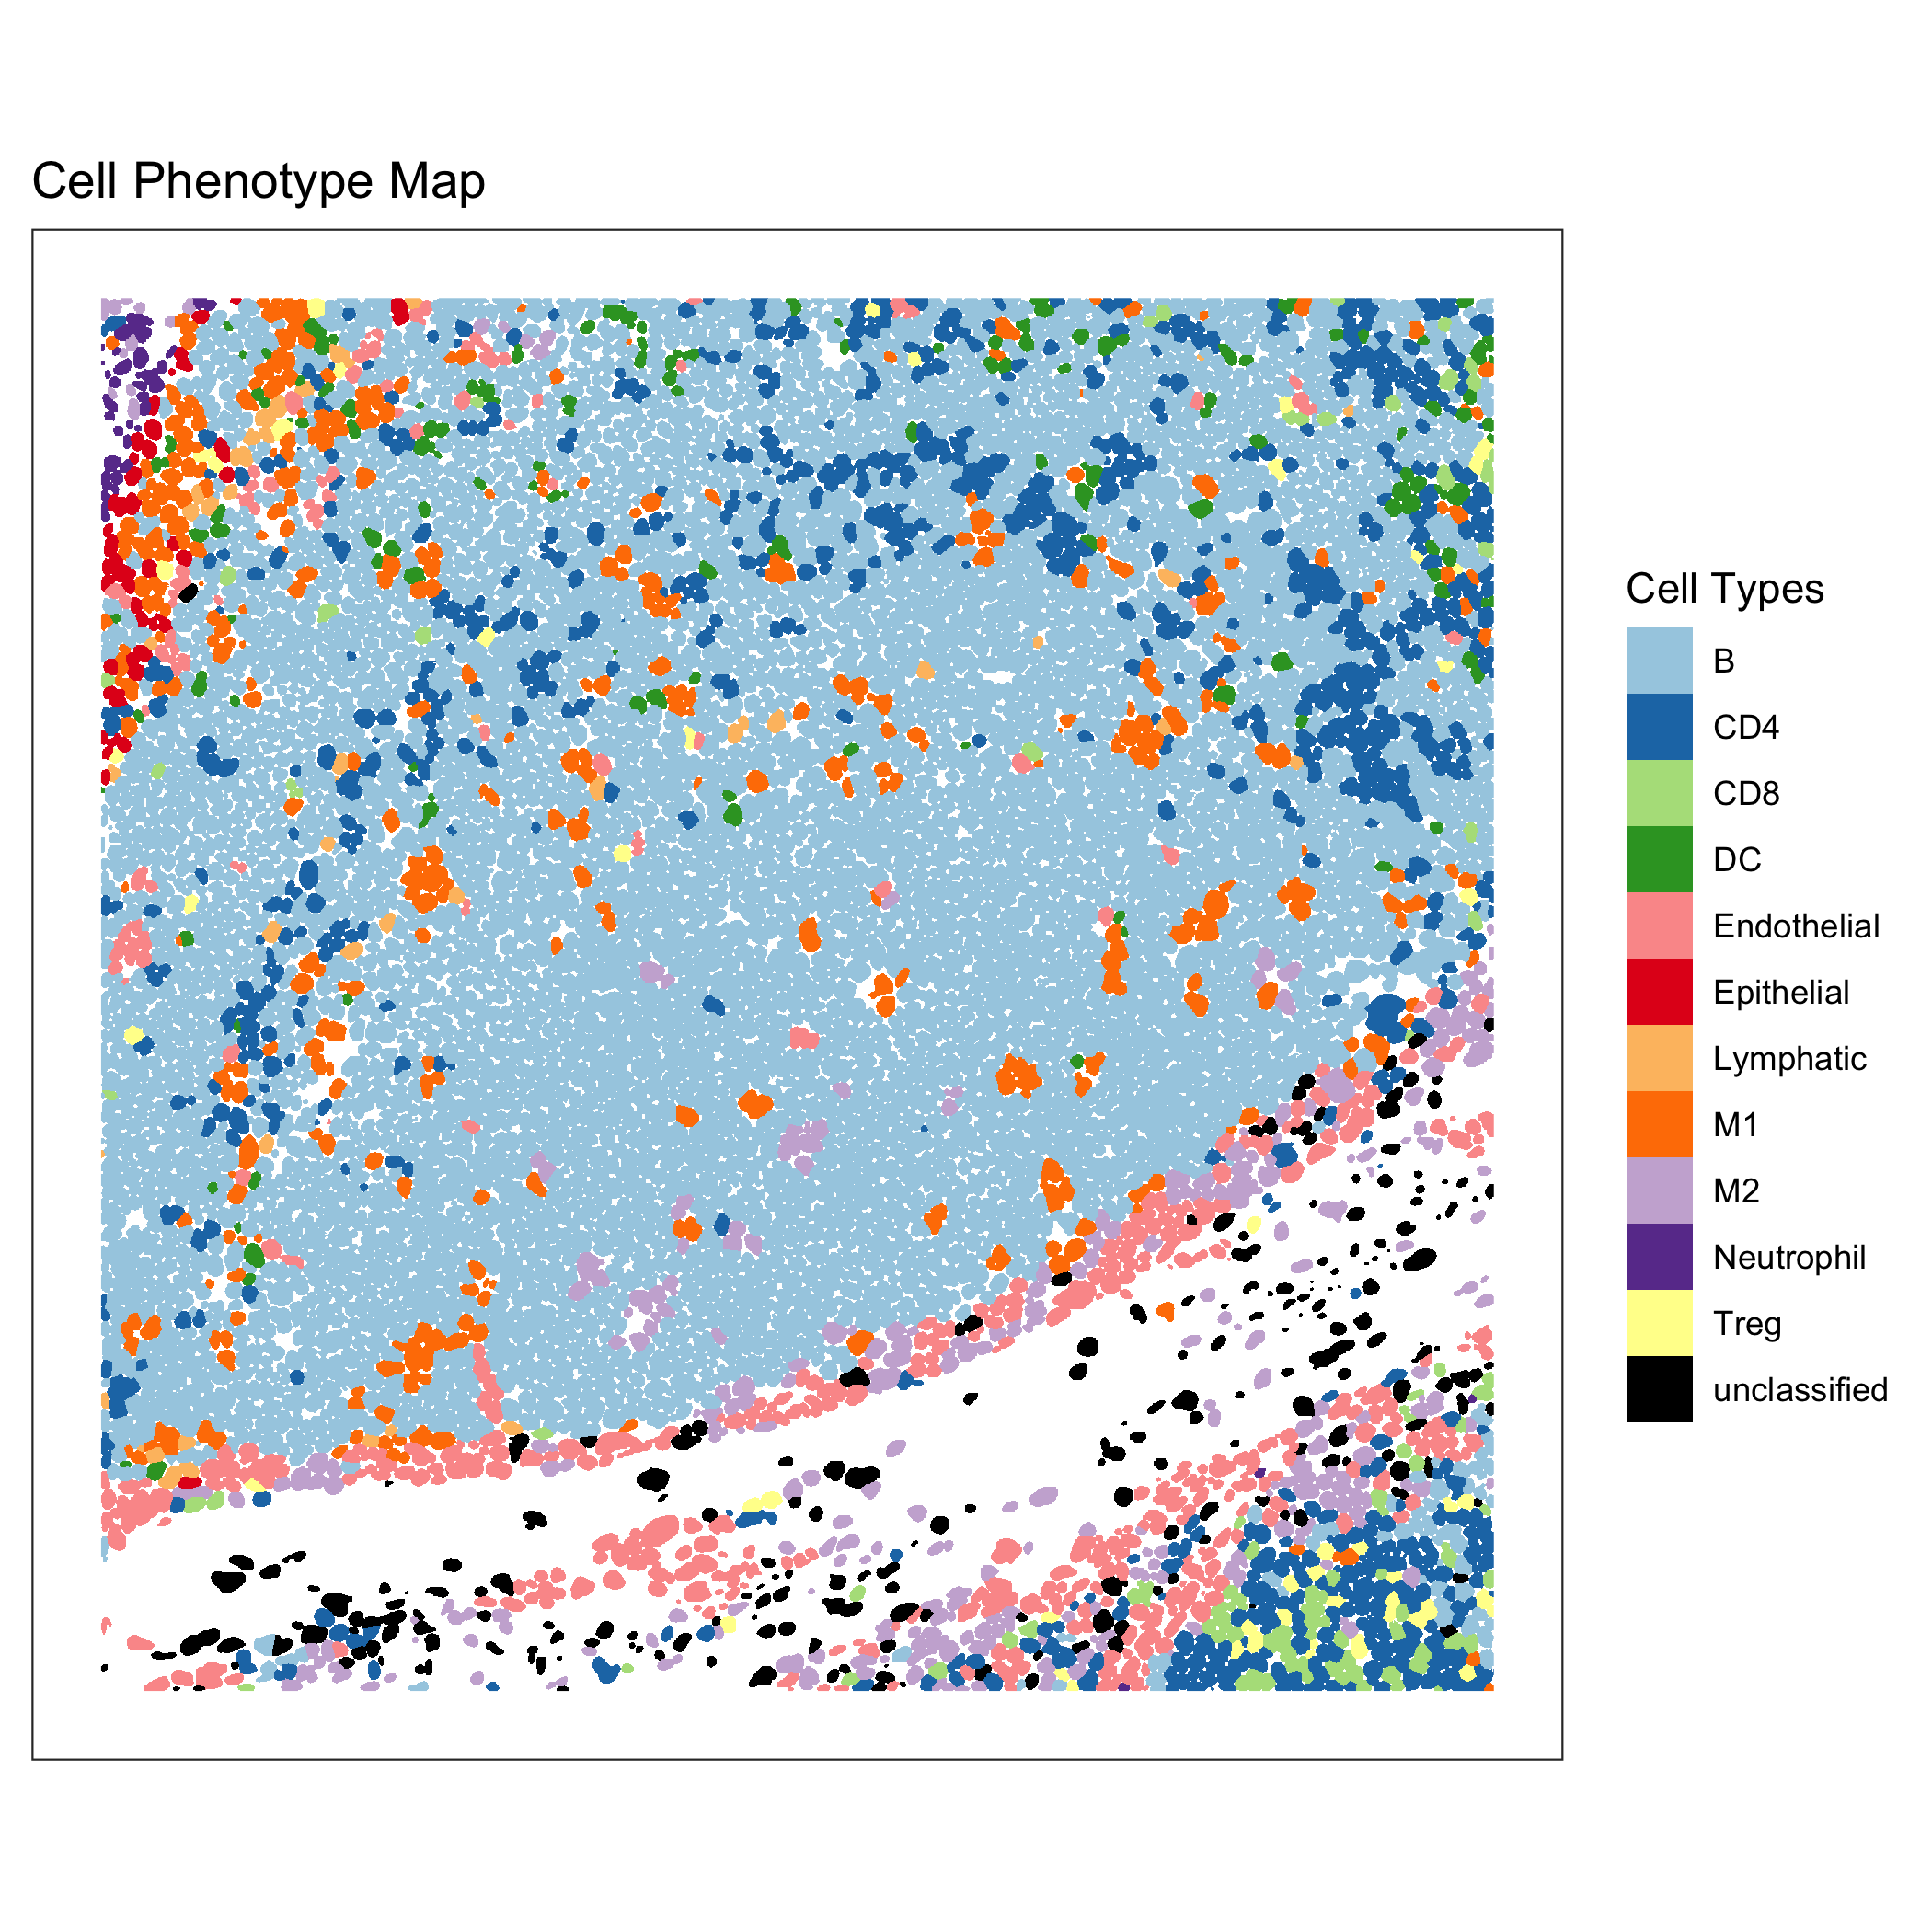 Cell Phenotype Map
Cell Types
B
CD4
CD8
DC
Endothelial
Epithelial
Lymphatic
M1
M2
Neutrophil
Treg
unclassified